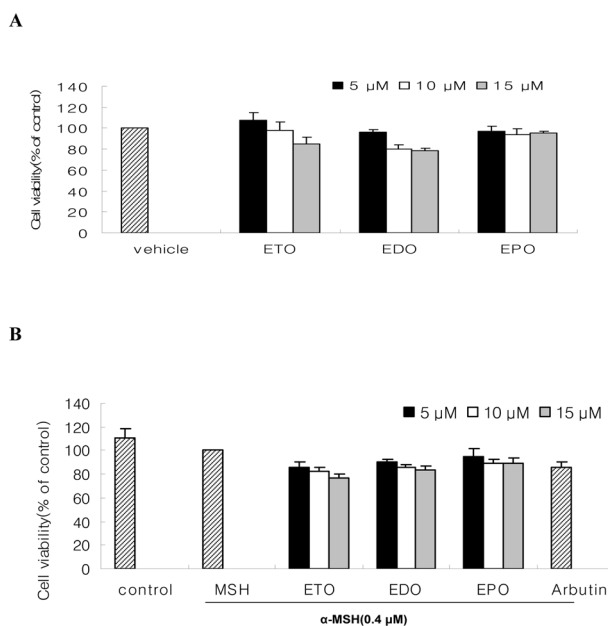 A
5 µM 10 µM 15 µM
Cell viability(% of control)
140
120
100
80
60
40
20
0
vehicle ETO EDO EPO
B
5 µM 10 µM 15 µM
Cell viability(% of control)
140
120
100
80
60
40
20
0
control MSH ETO EDO EPO Arbutin
α-MSH(0.4 µM)